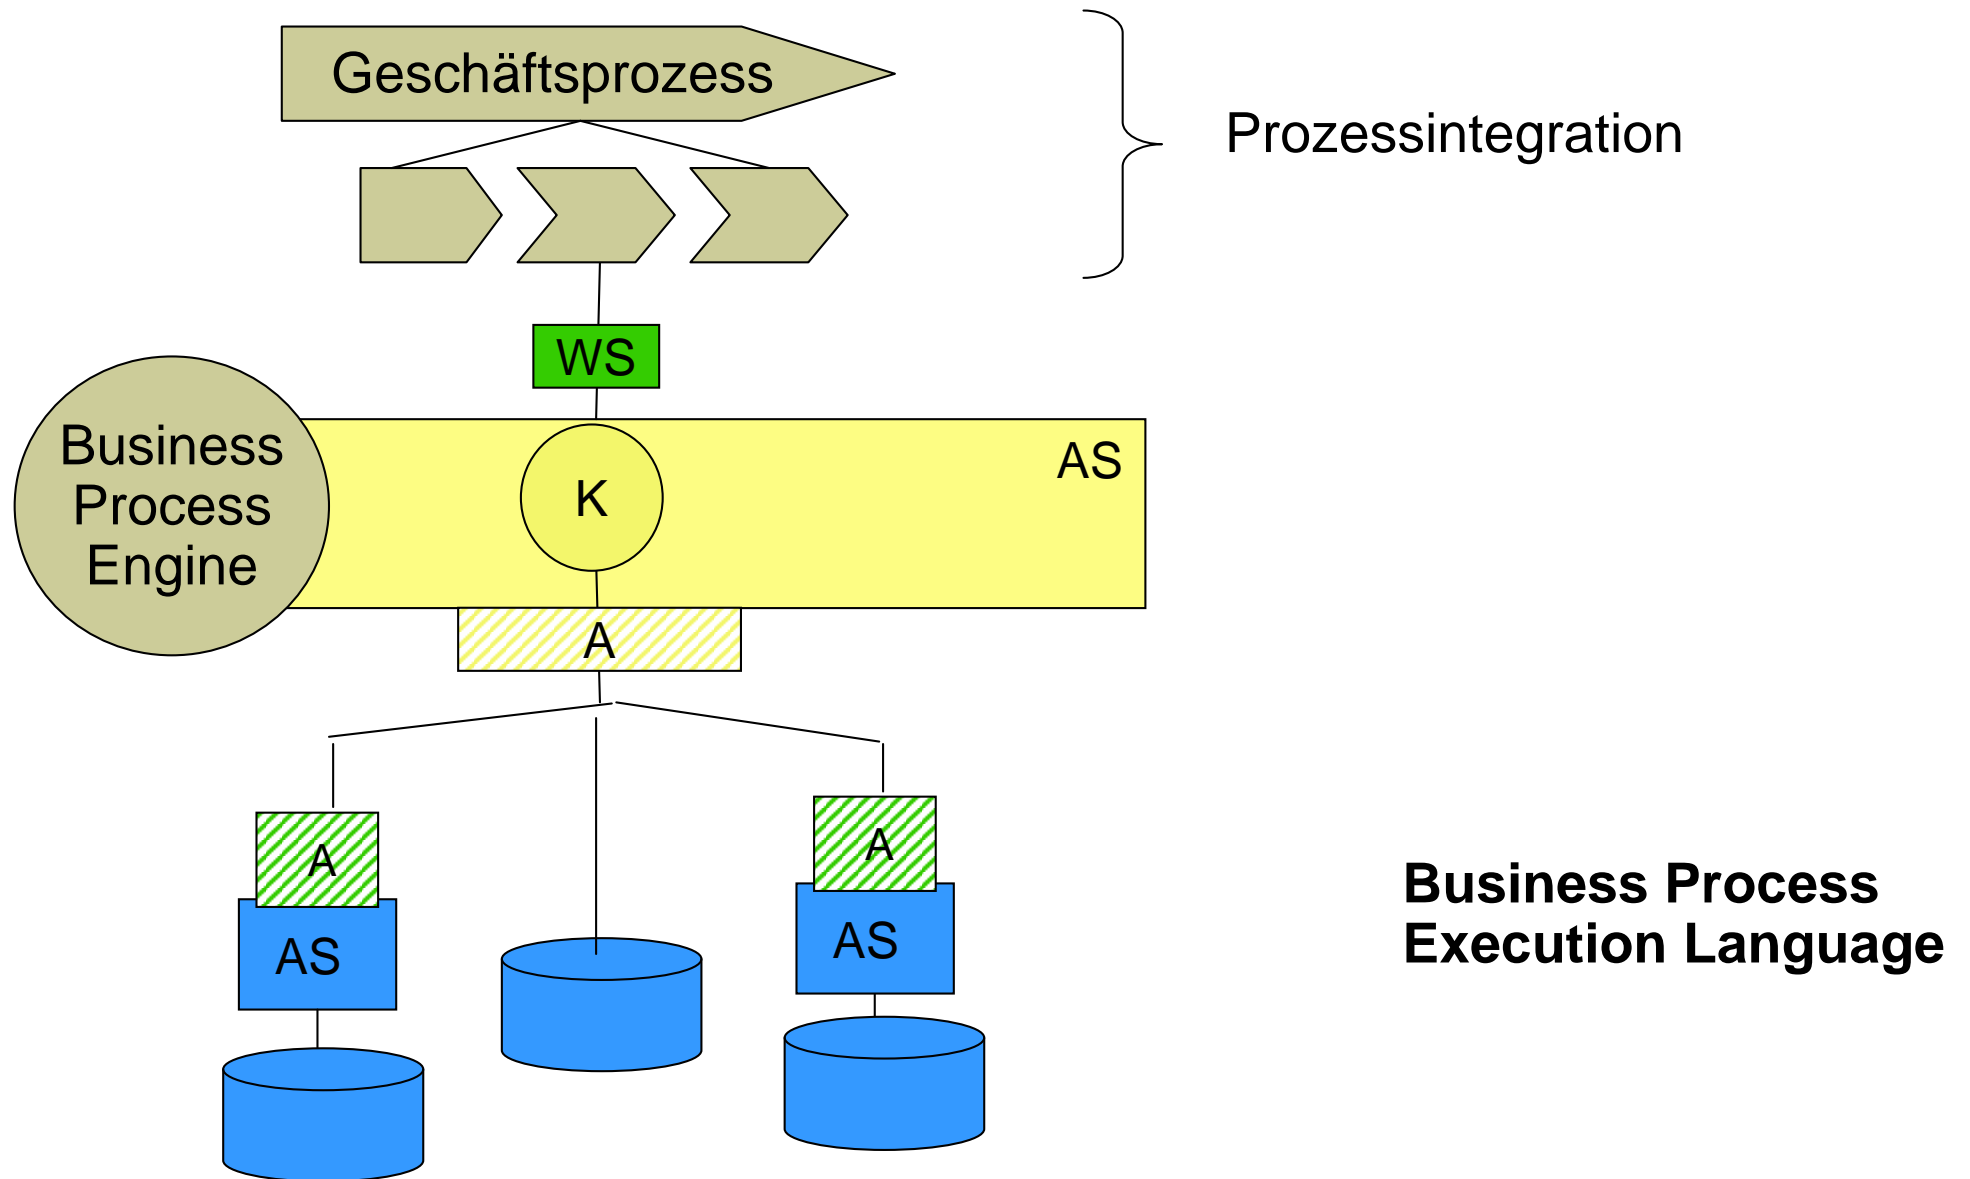 Geschäftsprozess
Prozessintegration
WS
Business
Process
Engine
K
AS
A
A
A
AS
AS
Business Process
Execution Language